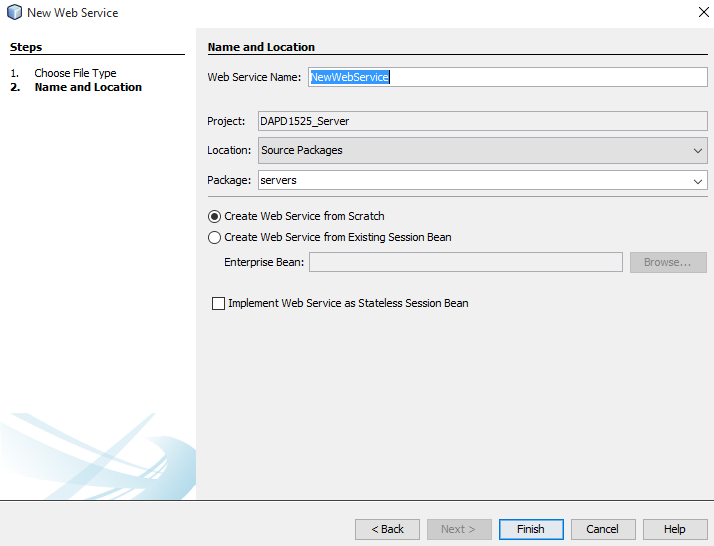 New Web Service
Steps
1. Choose File Type
2. Name and Location
Name and Location
Web Service Name: NewWebService
Project: DAPD1525_Server
Location: Source Packages
Package: servers
Create Web Service from Scratch
Create Web Service from Existing Session Bean
Enterprise Bean: Browse...
Implement Web Service as Stateless Session Bean
< Back Next > Finish Cancel Help